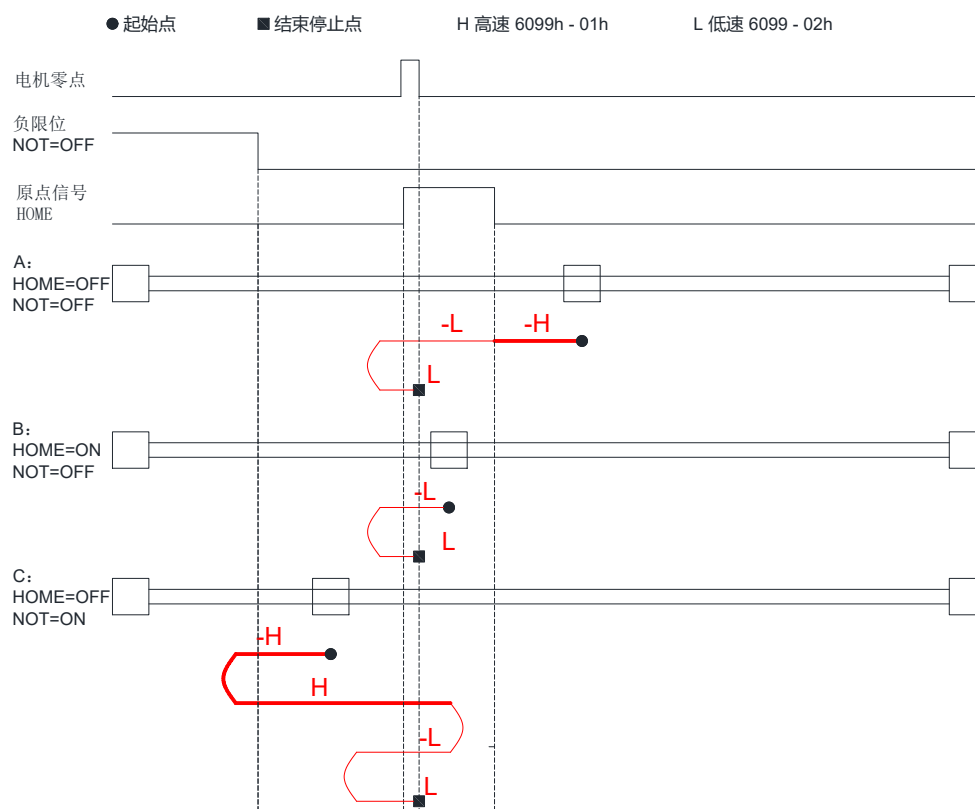 起始点 结束停止点 H 高速 6099h - 01h L 低速 6099 - 02h
电机零点
负限位
NOT=OFF
原点信号
HOME
A：
HOME=OFF
NOT=OFF
-L -H
L
B：
HOME=ON
NOT=OFF
-L
L
C：
HOME=OFF
NOT=ON
-H
H
-L
L